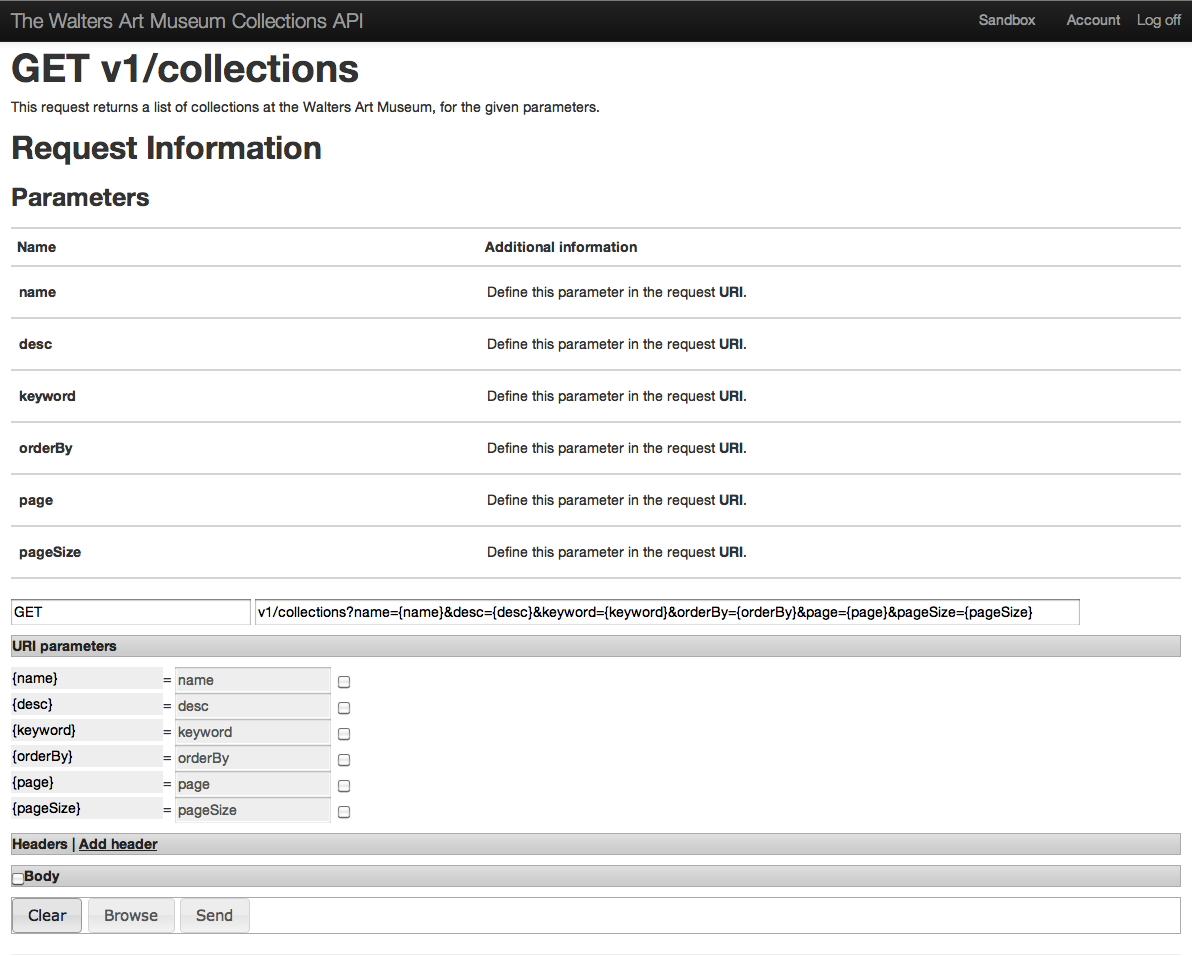 The Walters Art Museum Collections API Sandbox Account Log off
GET v1/collections
This request returns a list of collections at the Walters Art Museum, for the given parameters.
Request Information
Parameters
Name Additional information
name Define this parameter in the request URI.
desc Define this parameter in the request URI.
keyword Define this parameter in the request URI.
orderBy Define this parameter in the request URI.
page Define this parameter in the request URI.
pageSize Define this parameter in the request URI.
GET v1/collections?name={name}&desc={desc}&keyword={keyword}&orderBy={orderBy}&page={page}&pageSize={pageSize}
URI parameters
{name} = name
{desc} = desc
{keyword} = keyword
{orderBy} = orderBy
{page} = page
{pageSize} = pageSize
Headers | Add header
Body
Clear Browse Send